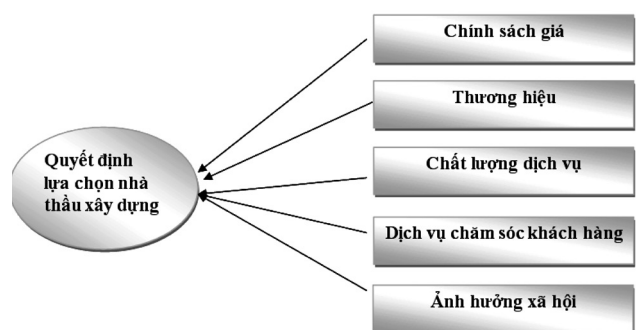 Chính sách giá
Thương hiệu
Quyết định
lựa chọn nhà
thầu xây dựng
Chất lượng dịch vụ
Dịch vụ chăm sóc khách hàng
Ảnh hưởng xã hội